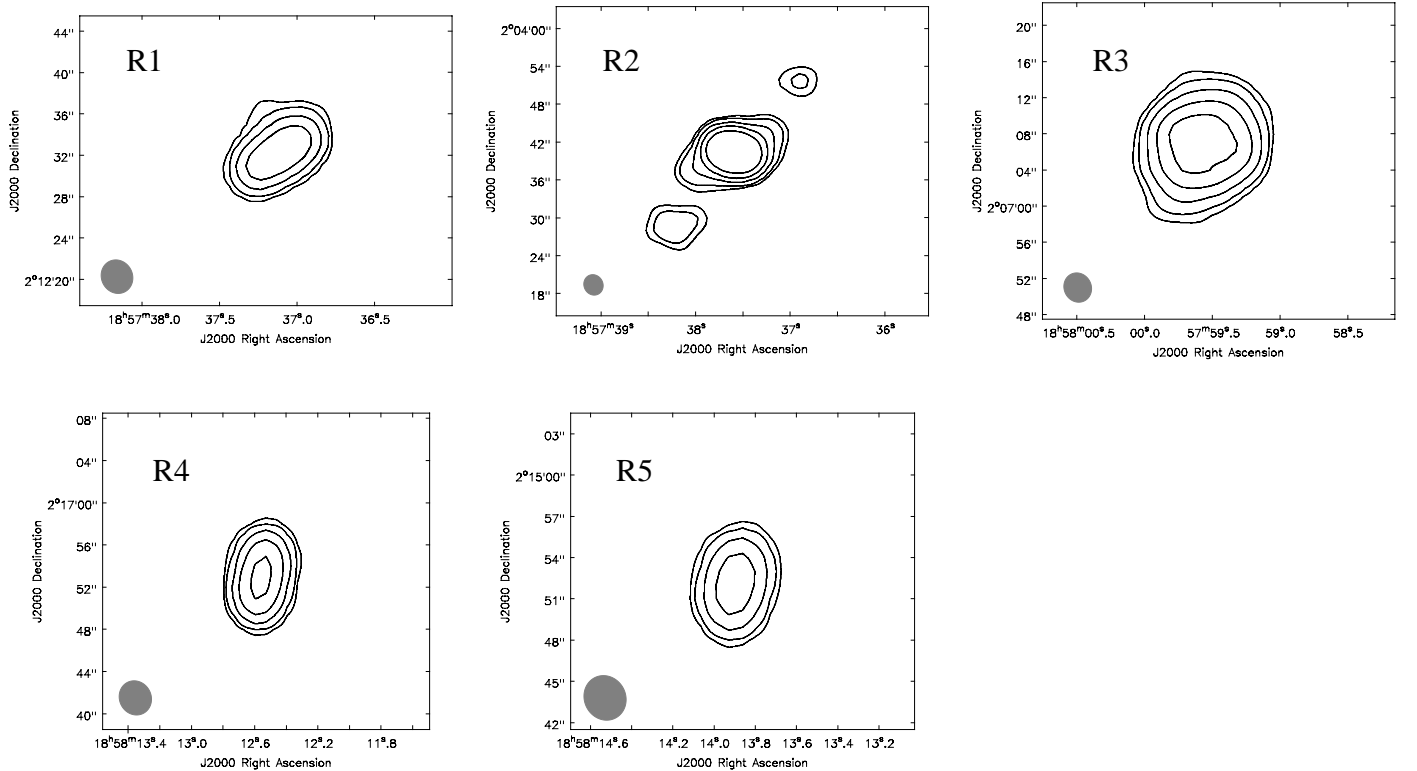 R1
44"
40"
36"
32"
28"
24"
2°12'20"
J2000 Declination
18ʰ57ᵐ38ˢ.0 37ˢ.5 37ˢ.0 36ˢ.5
J2000 Right Ascension
R2
2°04'00"
54"
48"
42"
36"
30"
24"
18"
J2000 Declination
18ʰ57ᵐ39ˢ 38ˢ 37ˢ 36ˢ
J2000 Right Ascension
R3
20"
16"
12"
08"
04"
2°07'00"
56"
52"
48"
J2000 Declination
18ʰ58ᵐ00ˢ.5 00ˢ.0 57ᵐ59ˢ.5 59ˢ.0 58ˢ.5
J2000 Right Ascension
R4
08"
04"
2°17'00"
56"
52"
48"
44"
40"
J2000 Declination
18ʰ58ᵐ13ˢ.4 13ˢ.0 12ˢ.6 12ˢ.2 11ˢ.8
J2000 Right Ascension
R5
03"
2°15'00"
57"
54"
51"
48"
45"
42"
J2000 Declination
18ʰ58ᵐ14ˢ.6 14ˢ.2 14ˢ.0 13ˢ.8 13ˢ.6 13ˢ.4 13ˢ.2
J2000 Right Ascension